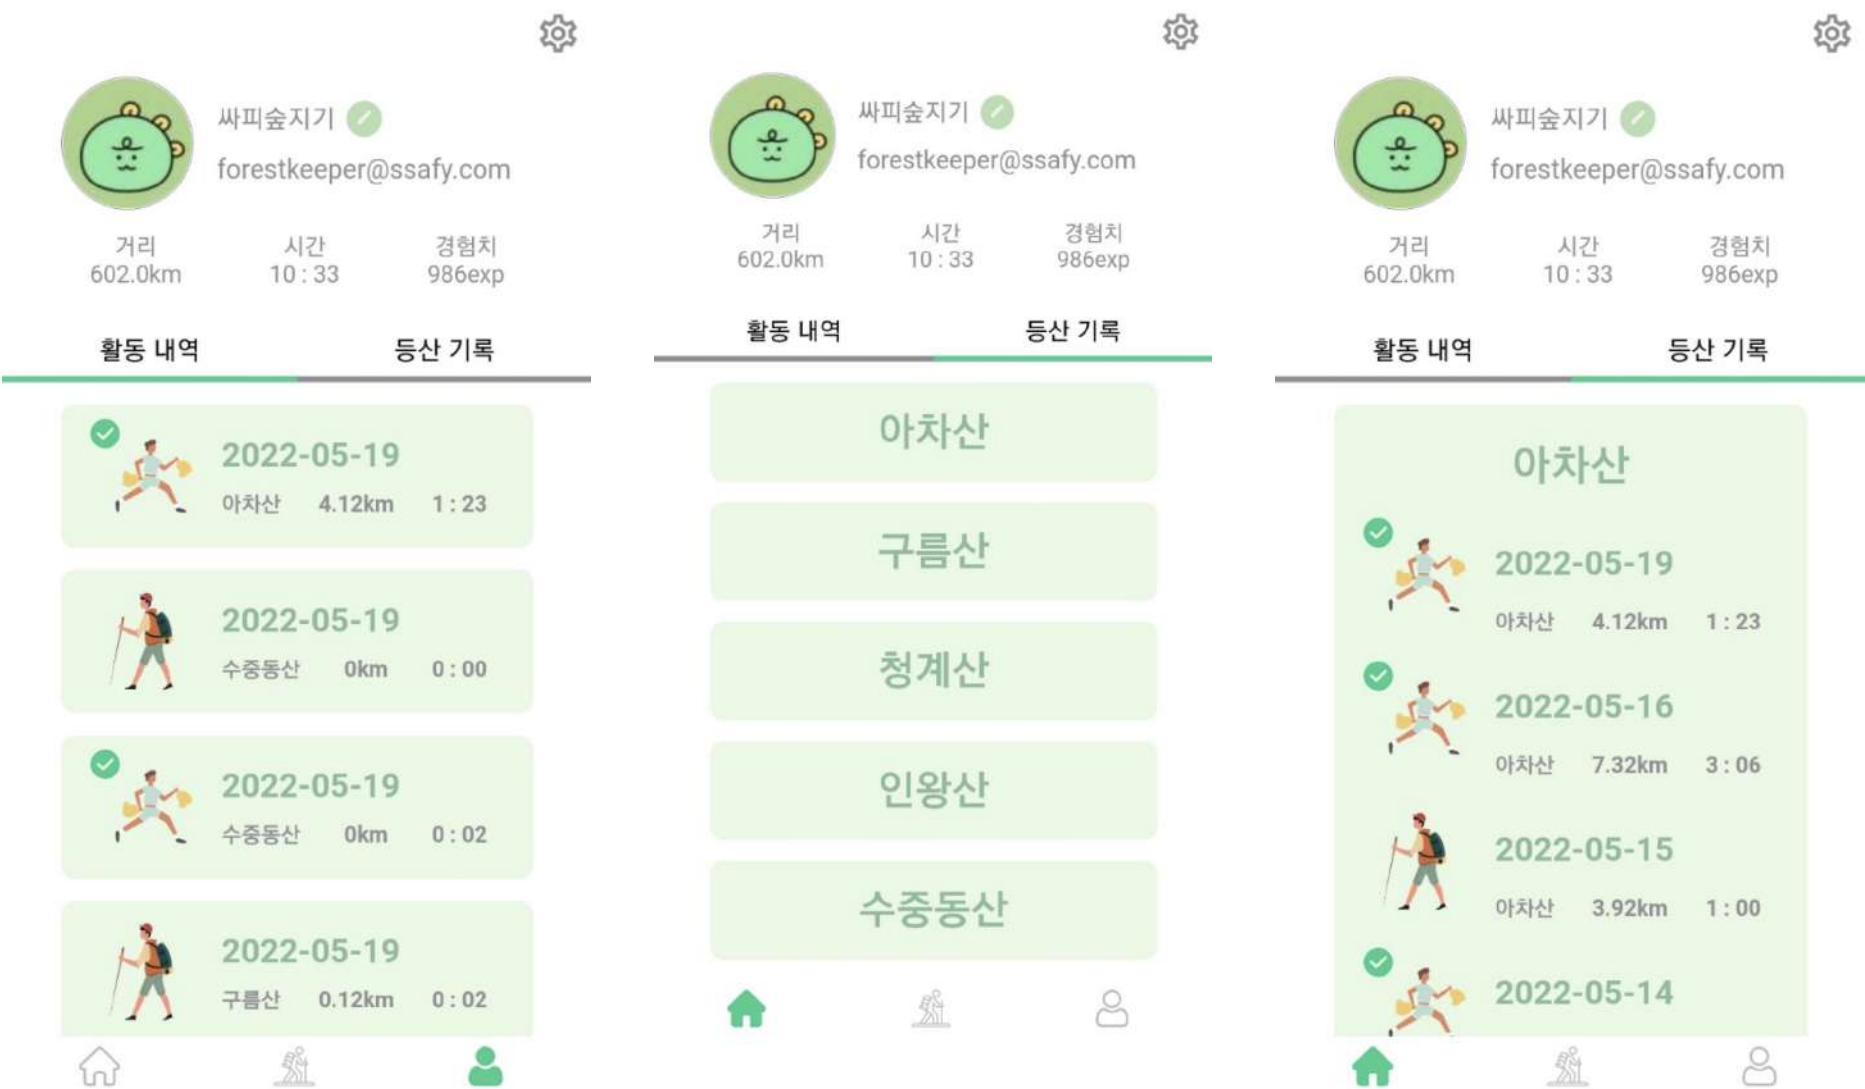 싸피숲지기
forestkeeper@ssafy.com
거리 시간 경험치
602.0km 10 : 33 986exp
활동 내역 등산 기록
2022-05-19
아차산 4.12km 1 : 23
2022-05-19
수중동산 0km 0 : 00
2022-05-19
수중동산 0km 0 : 02
2022-05-19
구름산 0.12km 0 : 02
싸피숲지기
forestkeeper@ssafy.com
거리 시간 경험치
602.0km 10 : 33 986exp
활동 내역 등산 기록
아차산
구름산
청계산
인왕산
수중동산
싸피숲지기
forestkeeper@ssafy.com
거리 시간 경험치
602.0km 10 : 33 986exp
활동 내역 등산 기록
아차산
2022-05-19
아차산 4.12km 1 : 23
2022-05-16
아차산 7.32km 3 : 06
2022-05-15
아차산 3.92km 1 : 00
2022-05-14